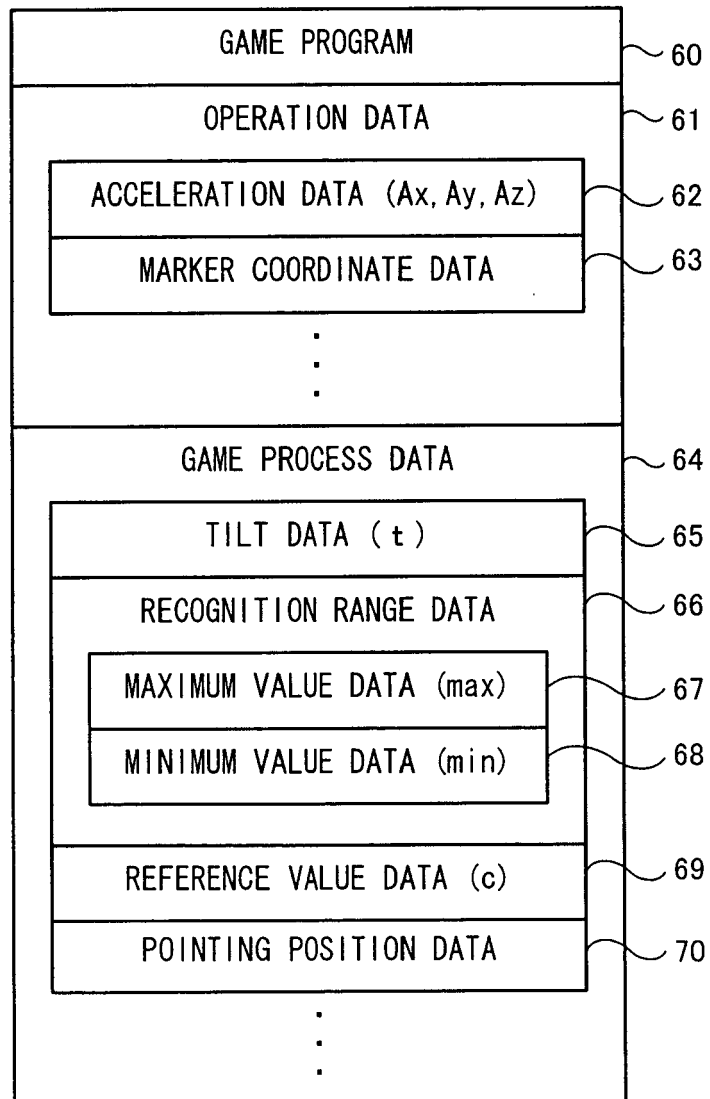 GAME PROGRAM 60
OPERATION DATA 61
ACCELERATION DATA (Ax, Ay, Az) 62
MARKER COORDINATE DATA 63
GAME PROCESS DATA 64
TILT DATA (t) 65
RECOGNITION RANGE DATA 66
MAXIMUM VALUE DATA (max) 67
MINIMUM VALUE DATA (min) 68
REFERENCE VALUE DATA (c) 69
POINTING POSITION DATA 70